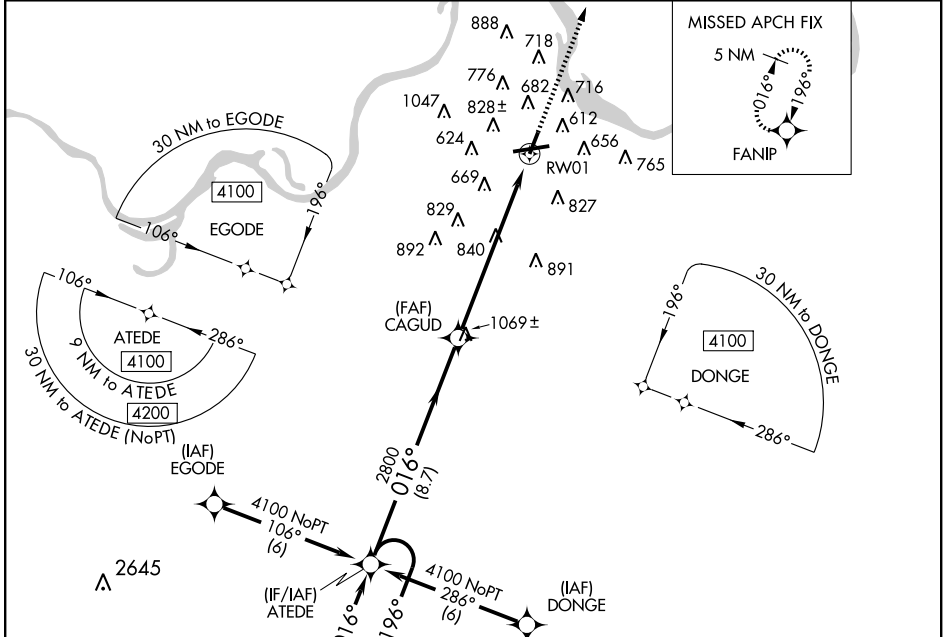 888
718
776
682
716
1047
828±
612
624
656
765
RW01
669
827
829
892
840
891
MISSED APCH FIX
5 NM
016°
196°
FANIP
30 NM to EGODE
4100
196°
EGODE
106°
106°
286°
ATEDE
4100
9 NM to ATEDE
4200
30 NM to ATEDE (NoPT)
(FAF)
CAGUD
1069±
30 NM to DONGE
196°
4100
DONGE
286°
2800
016°
(8.7)
(IAF)
EGODE
4100 NoPT
106°
(6)
2645
(IF/IAF)
ATEDE
4100 NoPT
286°
(6)
(IAF)
DONGE
016°
196°